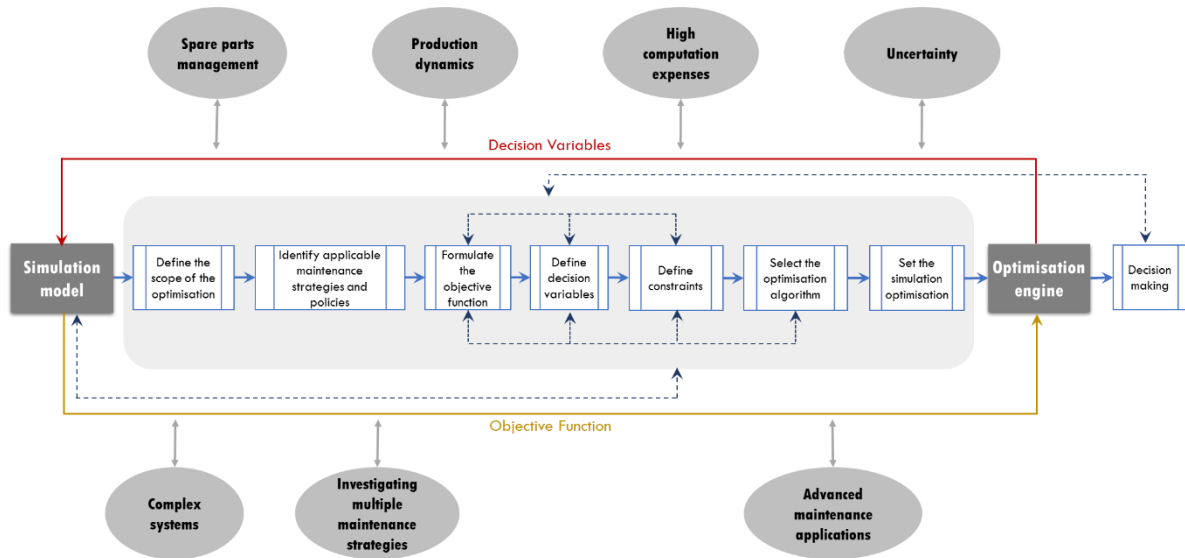 Spare parts
management
Production
dynamics
High
computation
expenses
Uncertainty
Decision Variables
Simulation
model
Define the
scope of the
optimisation
Identify applicable
maintenance
strategies and
policies
Formulate
the
objective
function
Define
decision
variables
Define
constraints
Select the
optimisation
algorithm
Set the
simulation
optimisation
Optimisation
engine
Decision
making
Objective Function
Complex
systems
Investigating
multiple
maintenance
strategies
Advanced
maintenance
applications